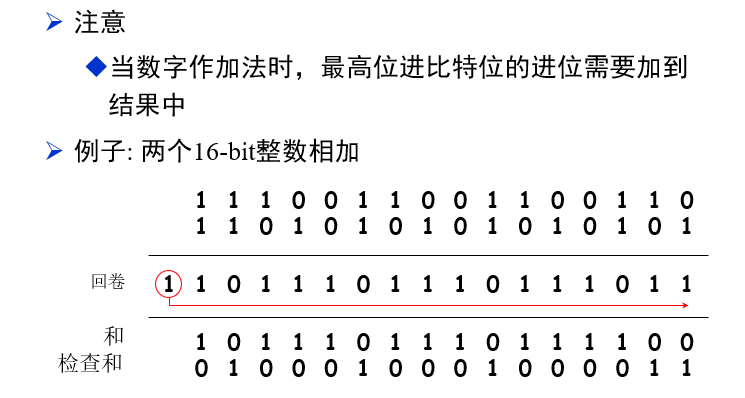 注意
当数字作加法时，最高位进比特位的进位需要加到
结果中
例子: 两个16-bit整数相加
1 1 1 0 0 1 1 0 0 1 1 0 0 1 1 0
1 1 0 1 0 1 0 1 0 1 0 1 0 1 0 1
回卷 1 1 0 1 1 1 0 1 1 1 0 1 1 1 0 1 1
和 1 0 1 1 1 0 1 1 1 0 1 1 1 1 0 0
检查和 0 1 0 0 0 1 0 0 0 1 0 0 0 0 1 1